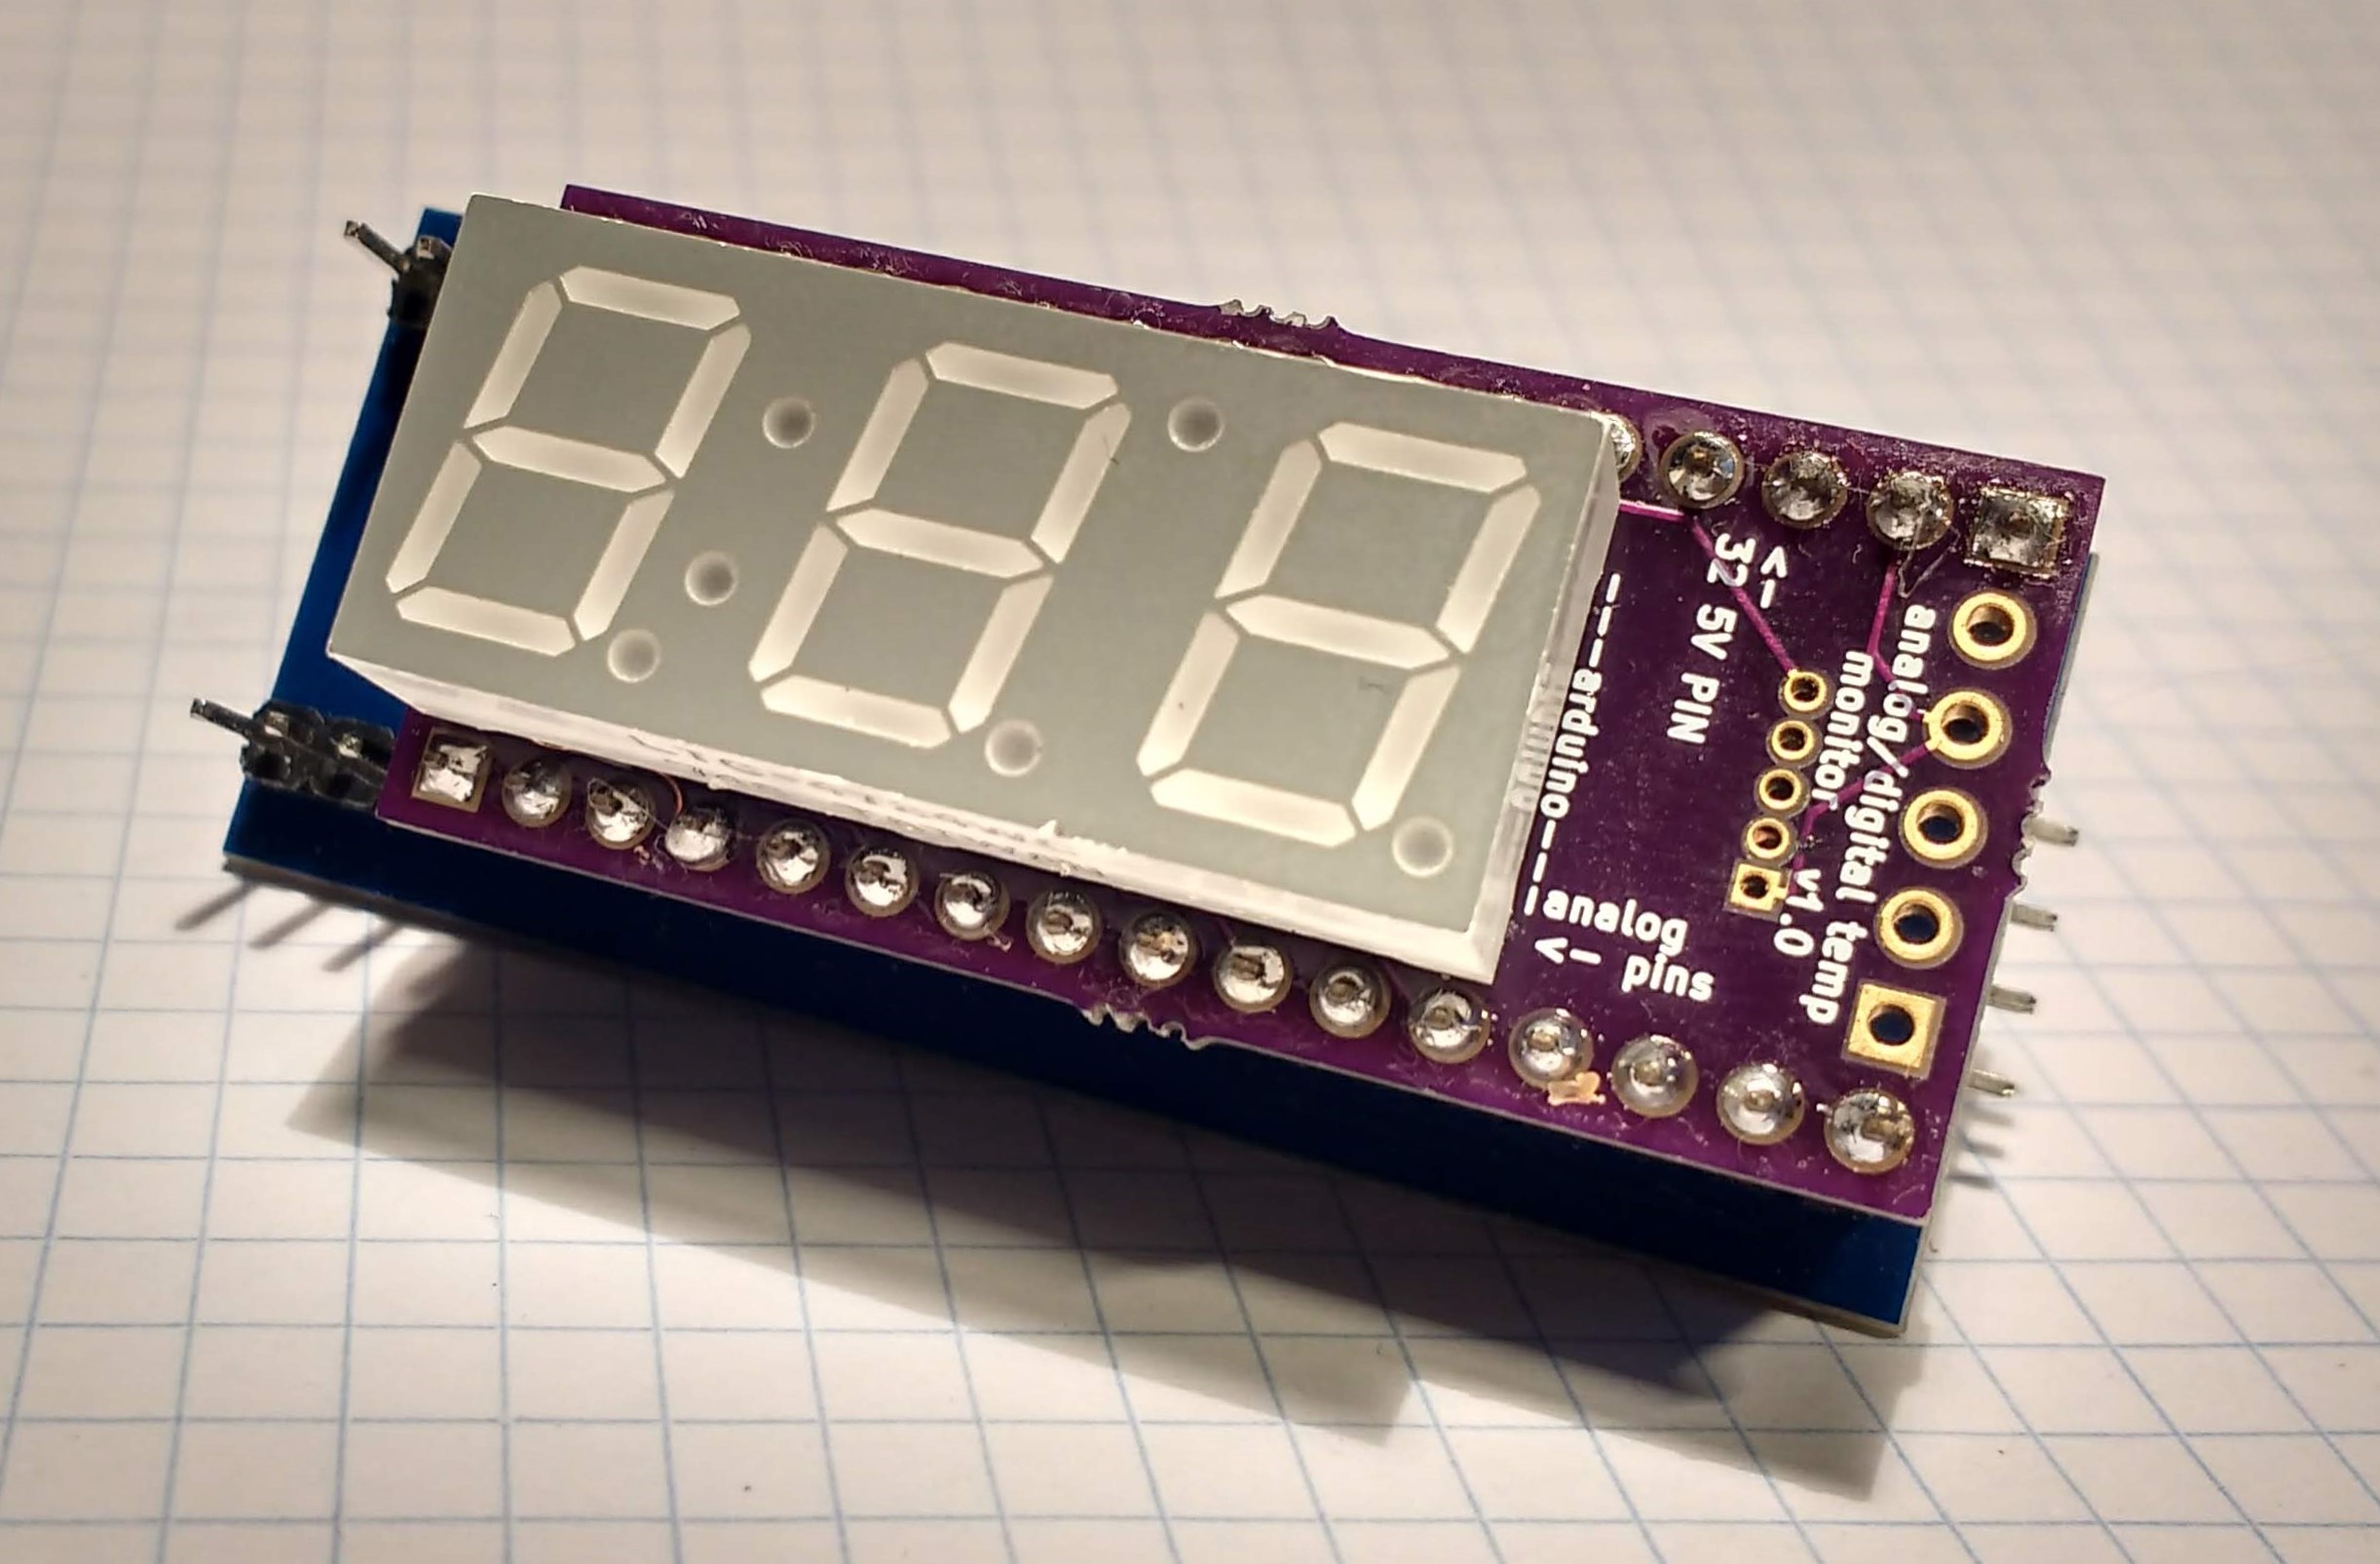 <-
32 5V PIN
analog/digital temp
monitor v1.0
|---arduino---|
analog
<- pins